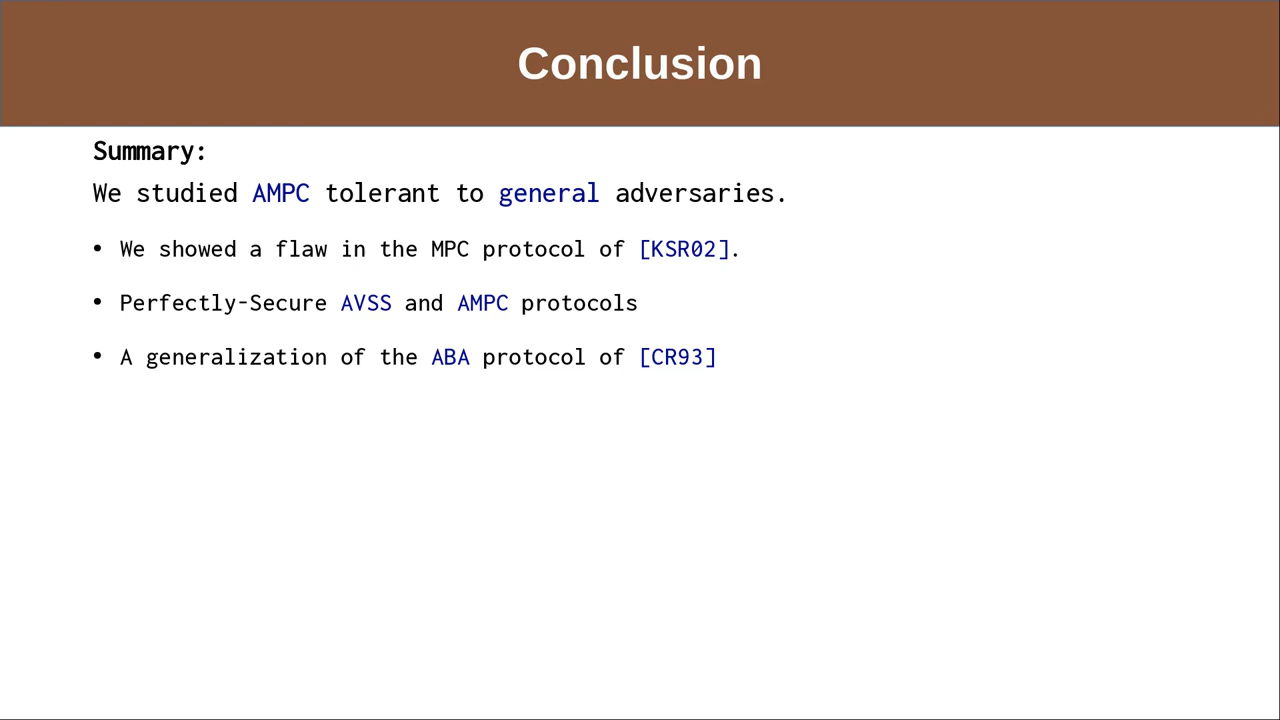 Conclusion
Summary:
We studied AMPC tolerant to general adversaries.
• We showed a flaw in the MPC protocol of [KSR02].
• Perfectly-Secure AVSS and AMPC protocols
• A generalization of the ABA protocol of [CR93]